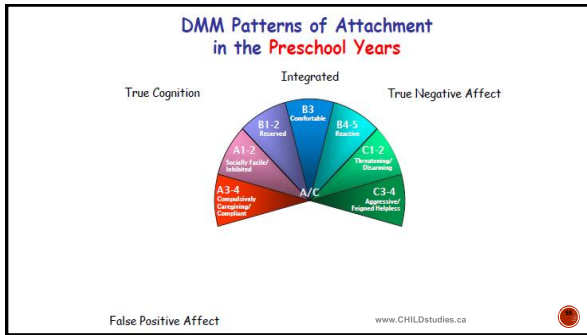 DMM Patterns of Attachment
in the Preschool Years
Integrated
True Cognition
True Negative Affect
B3
Comfortable
B1-2
Reserved
B4-5
Reactive
A1-2
Socially Facile/
Inhibited
C1-2
Threatening/
Disarming
A3-4
Compulsively
Caregiving/
Compliant
A/C
C3-4
Aggressive/
Feigned Helpless
False Positive Affect
www.CHILDstudies.ca